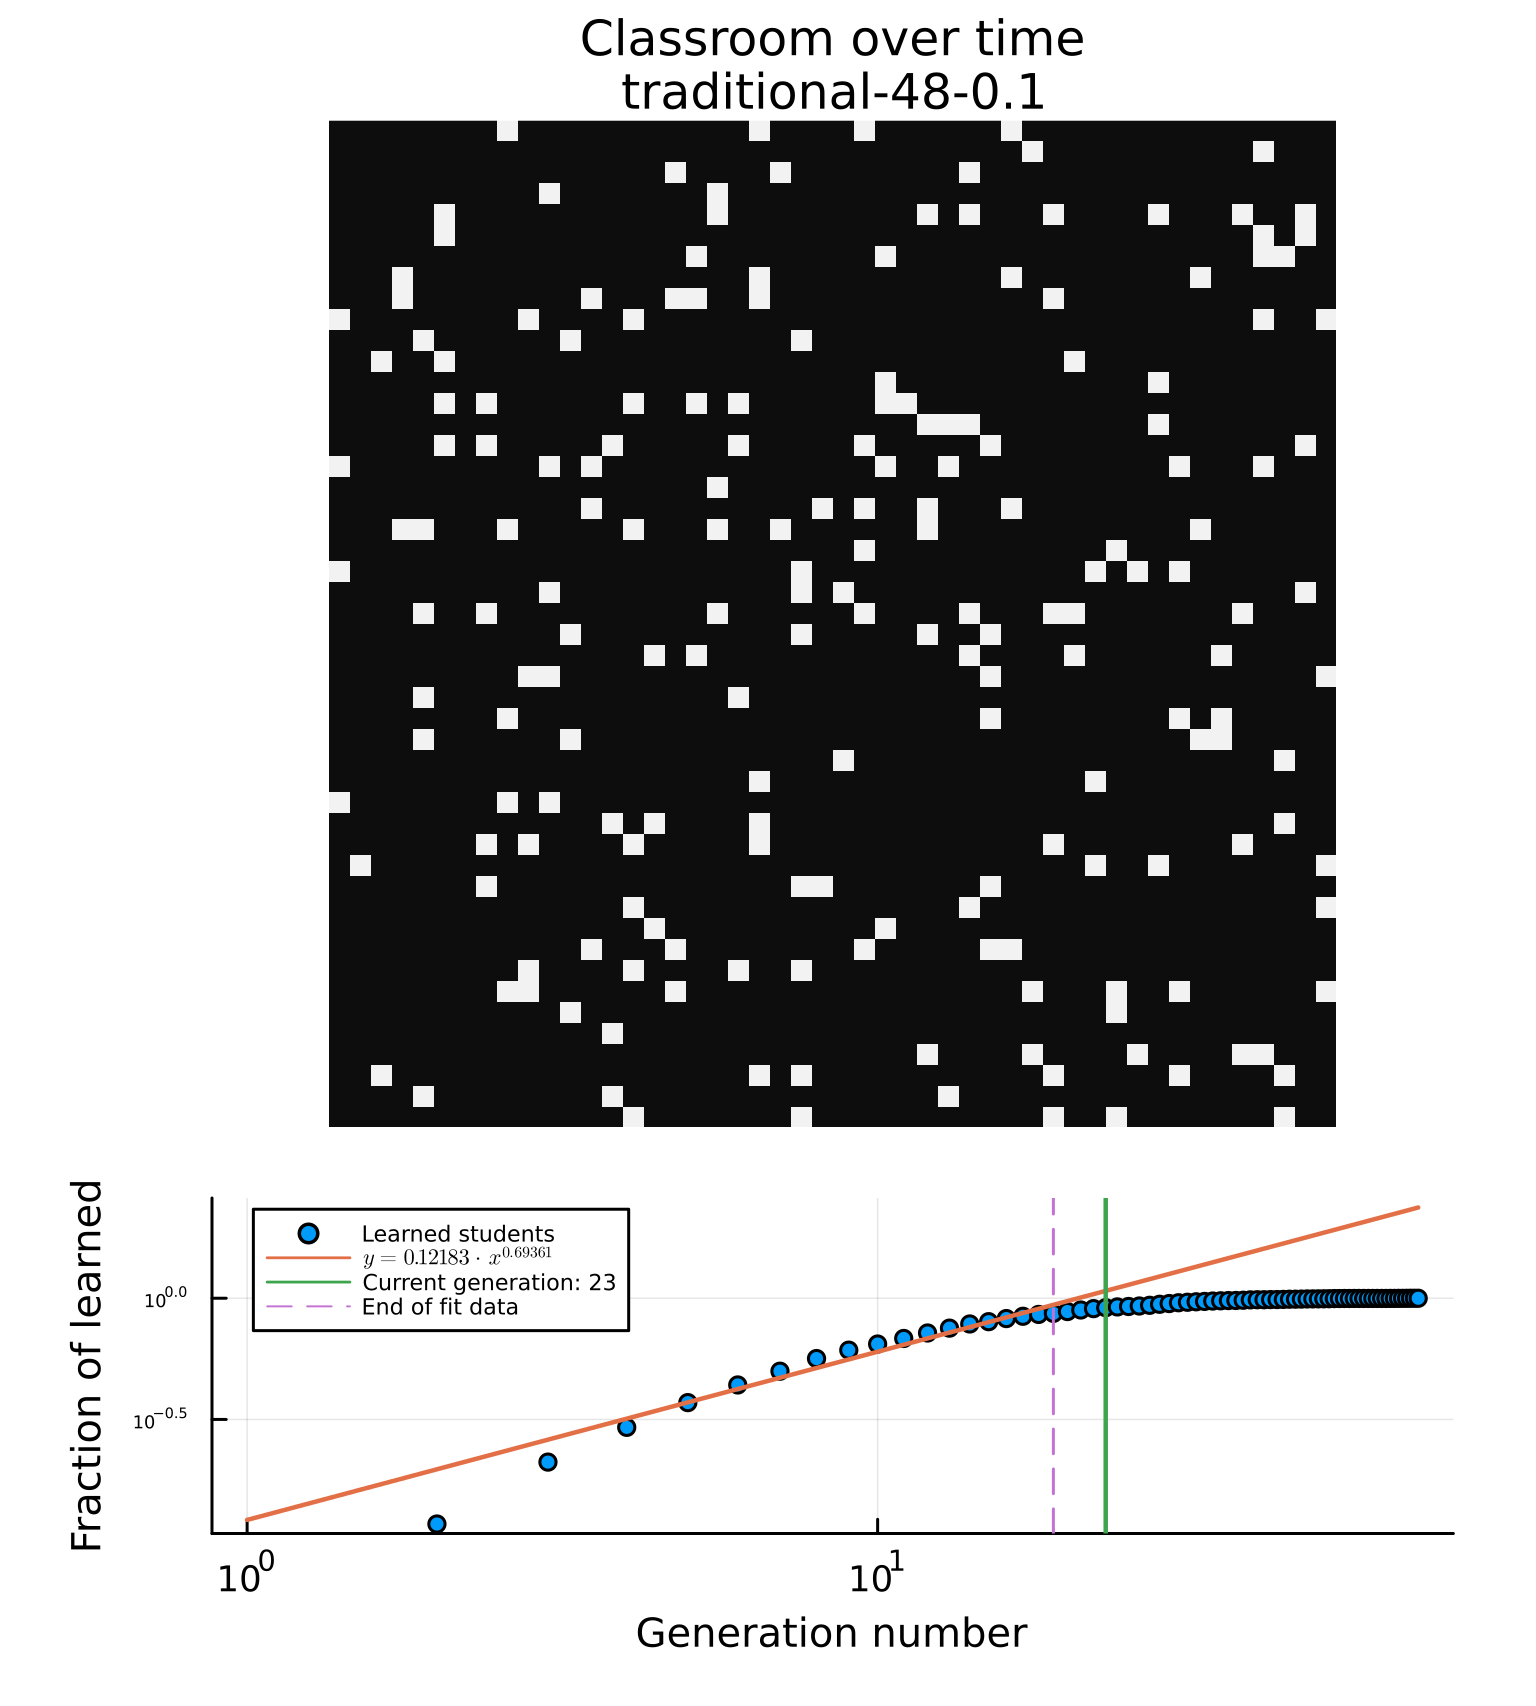 Classroom over time
traditional-48-0.1
Fraction of learned
Learned students
y = 0.12183 · x^0.69361
Current generation: 23
End of fit data
10^0.0
10^−0.5
10^0 10^1
Generation number